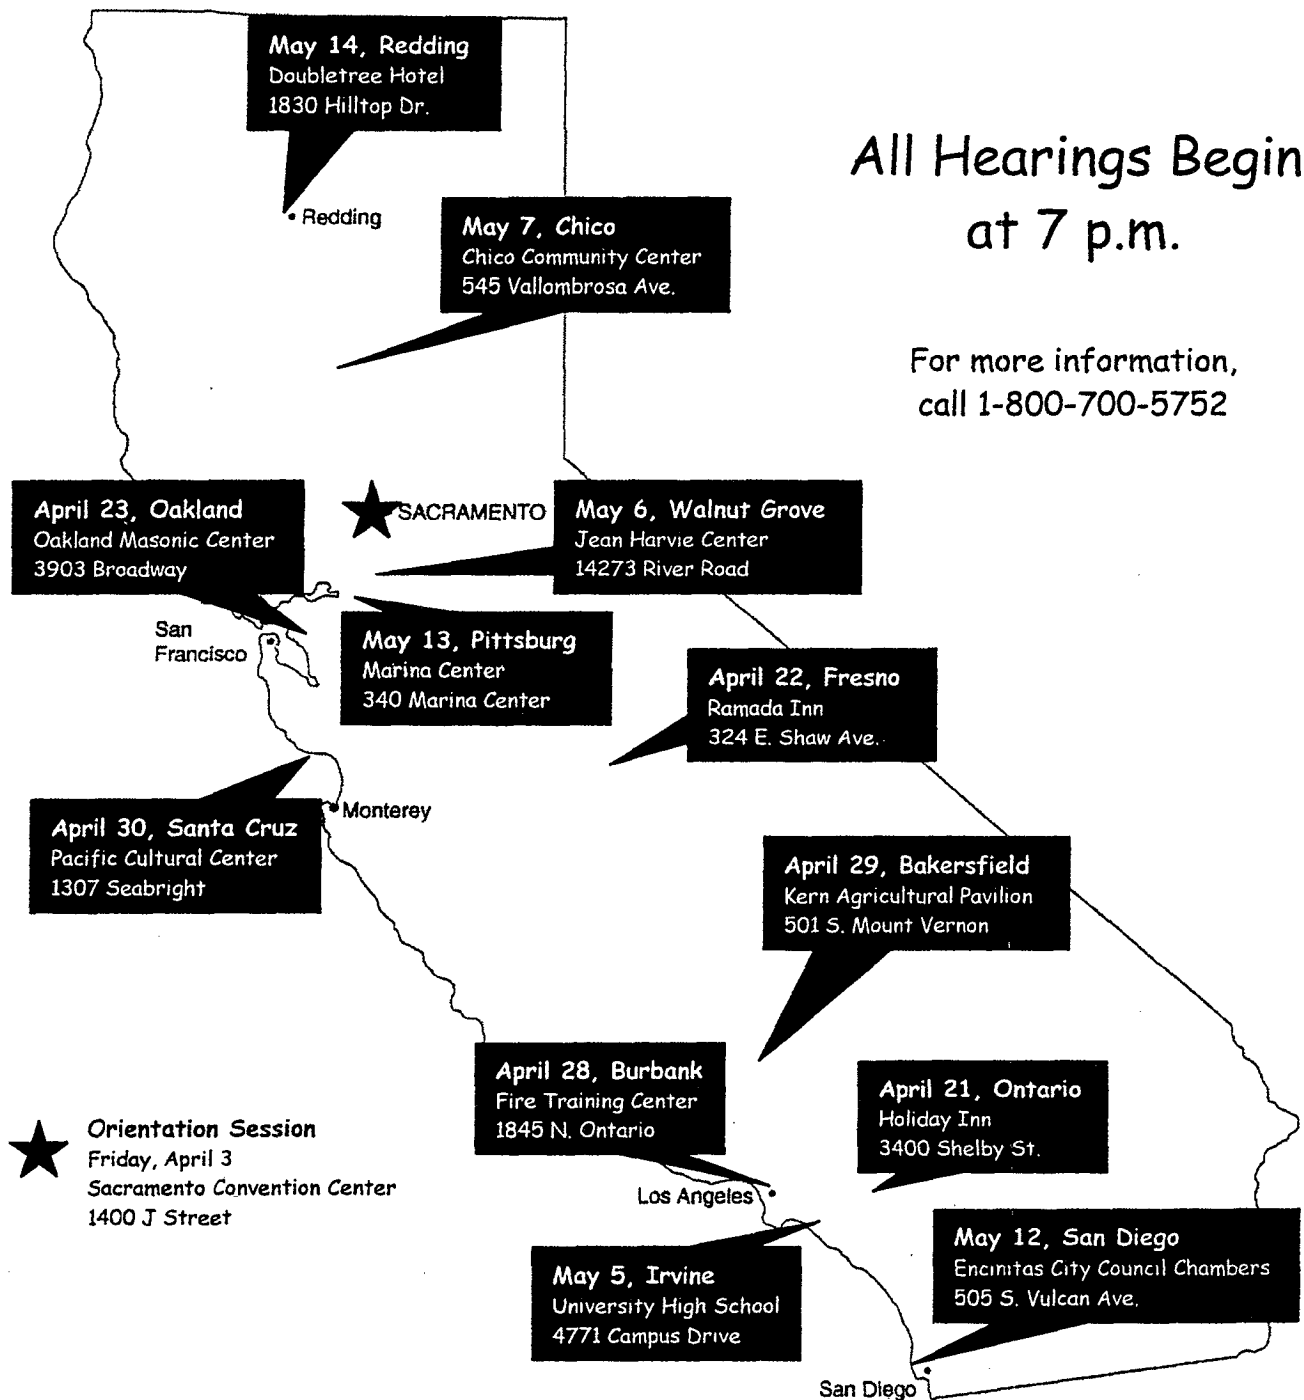 May 14, Redding
Doubletree Hotel
1830 Hilltop Dr.
Redding
All Hearings Begin
at 7 p.m.
May 7, Chico
Chico Community Center
545 Vallombrosa Ave.
For more information,
call 1-800-700-5752
April 23, Oakland
Oakland Masonic Center
3903 Broadway
SACRAMENTO
May 6, Walnut Grove
Jean Harvie Center
14273 River Road
San
Francisco
May 13, Pittsburg
Marina Center
340 Marina Center
April 22, Fresno
Ramada Inn
324 E. Shaw Ave.
April 30, Santa Cruz
Pacific Cultural Center
1307 Seabright
Monterey
April 29, Bakersfield
Kern Agricultural Pavilion
501 S. Mount Vernon
April 28, Burbank
Fire Training Center
1845 N. Ontario
April 21, Ontario
Holiday Inn
3400 Shelby St.
Orientation Session
Friday, April 3
Sacramento Convention Center
1400 J Street
Los Angeles
May 5, Irvine
University High School
4771 Campus Drive
May 12, San Diego
Encinitas City Council Chambers
505 S. Vulcan Ave.
San Diego